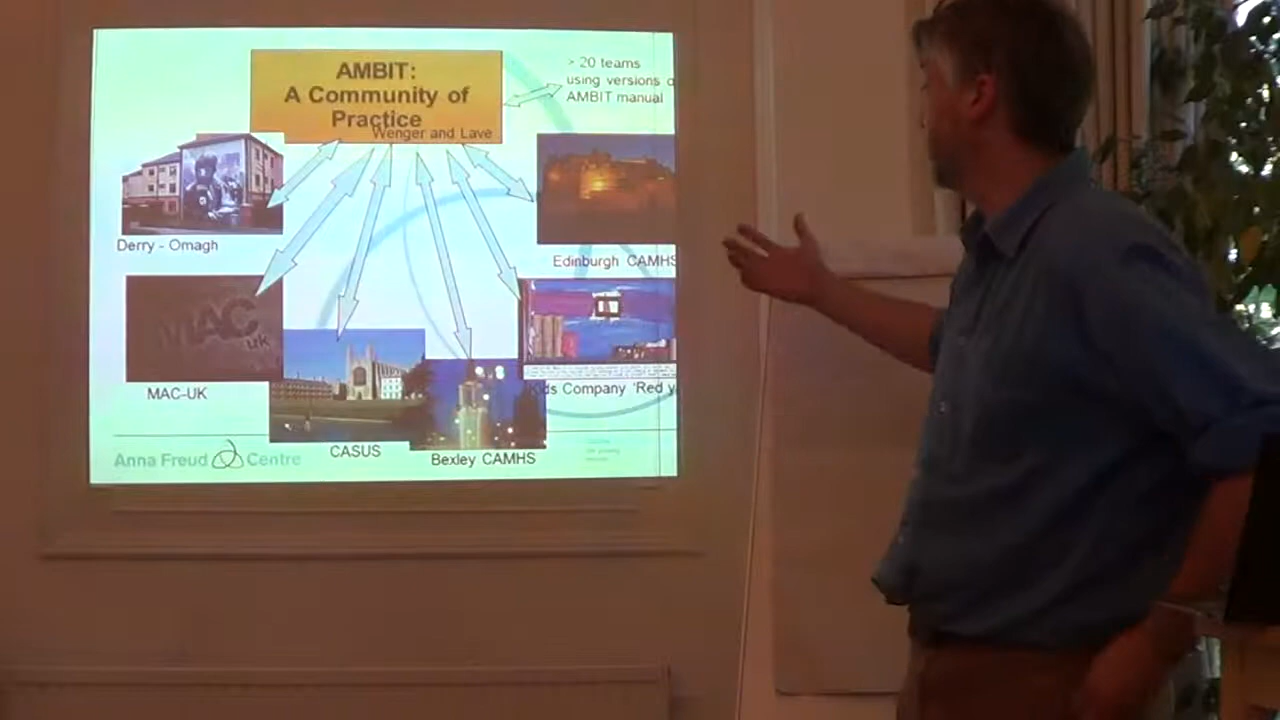 AMBIT:
A Community of
Practice
Wenger and Lave
> 20 teams
using versions
AMBIT manual
Derry - Omagh
Edinburgh CAMHS
MAC
uk
MAC-UK
Kids Company 'Red
CASUS
Bexley CAMHS
Anna Freud Centre